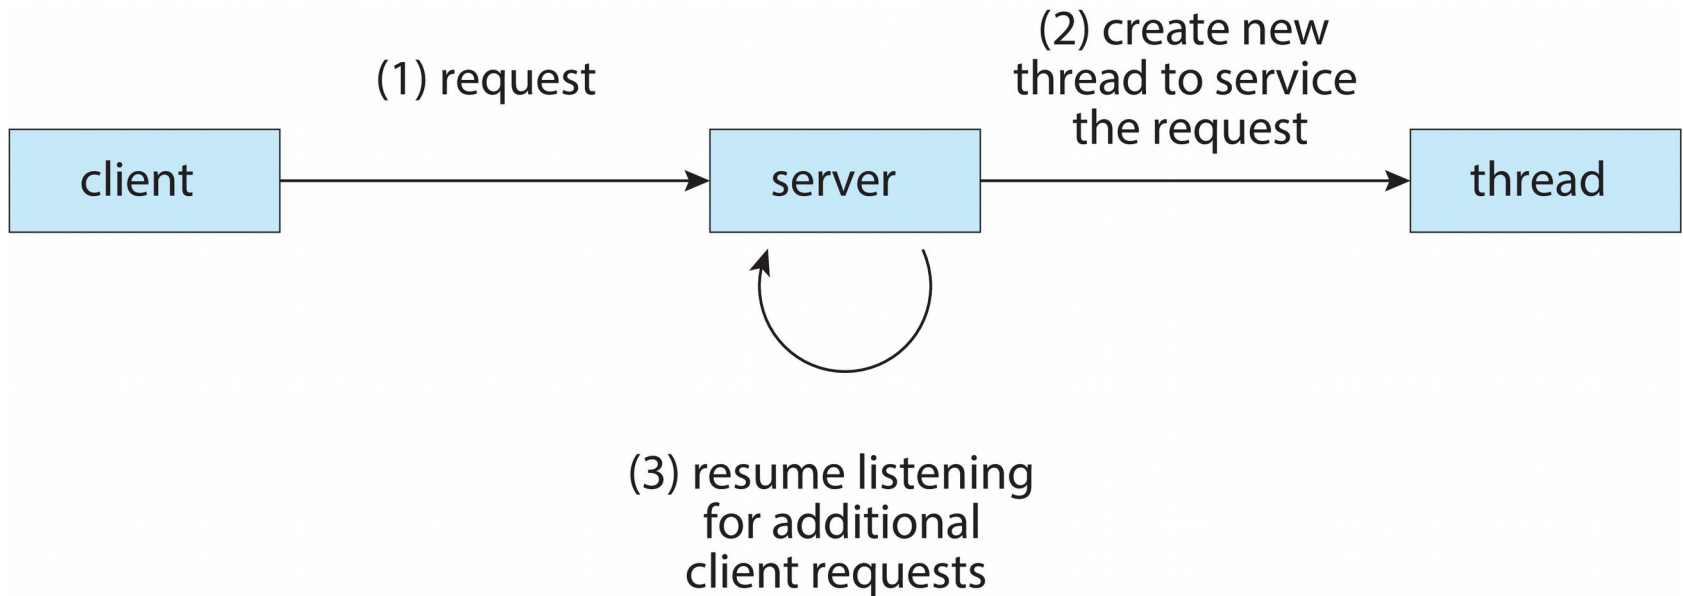 (1) request
(2) create new
thread to service
the request
client
server
thread
(3) resume listening
for additional
client requests